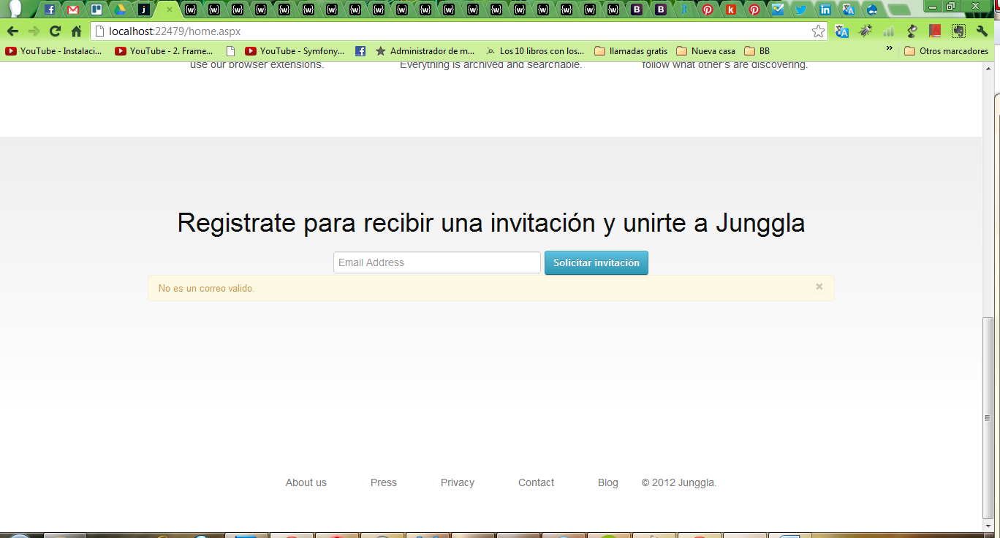 localhost:22479/home.aspx
YouTube - Instalaci... YouTube - 2. Frame... YouTube - Symfony... Administrador de m... Los 10 libros con los... llamadas gratis Nueva casa BB » Otros marcadores
use our browser extensions. Everything is archived and searchable. follow what other's are discovering.
Registrate para recibir una invitación y unirte a Junggla
Email Address Solicitar invitación
No es un correo valido. ×
About us Press Privacy Contact Blog © 2012 Junggla.